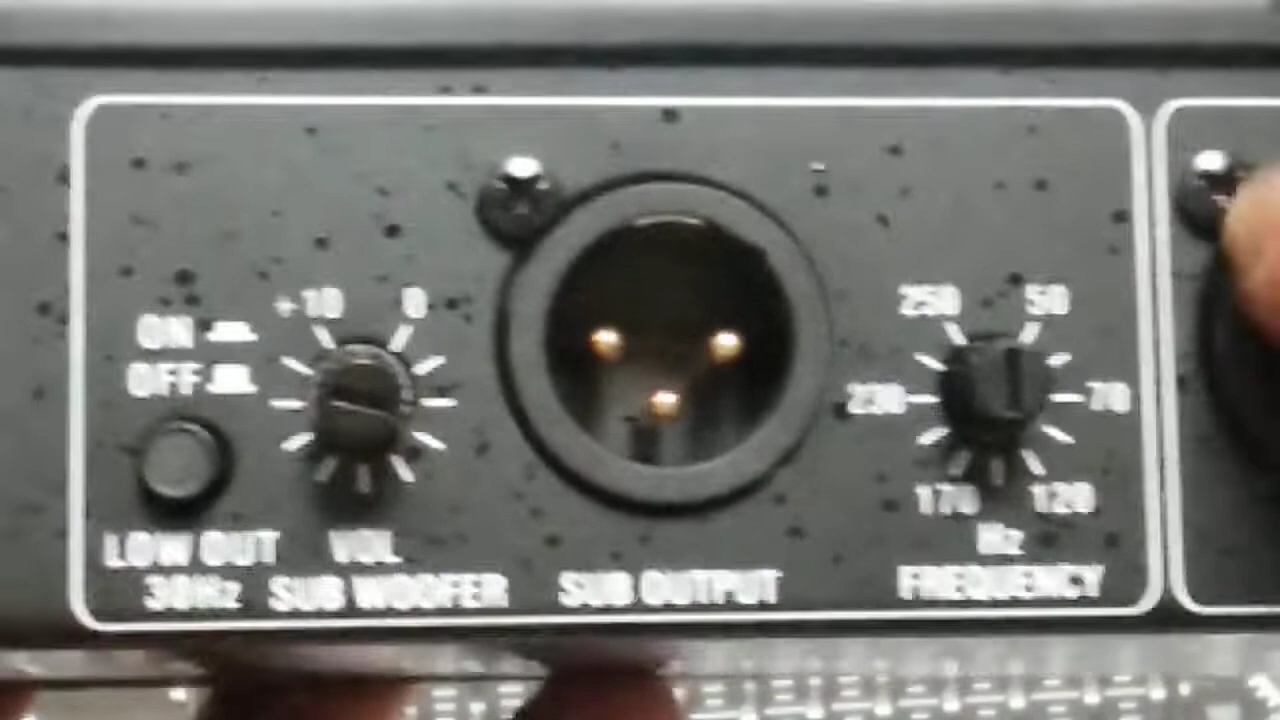 +10 0
250 50
ON
OFF
230 70
170 120
Hz
LOW OUT
30Hz
VOL
SUB WOOFER
SUB OUTPUT
FREQUENCY